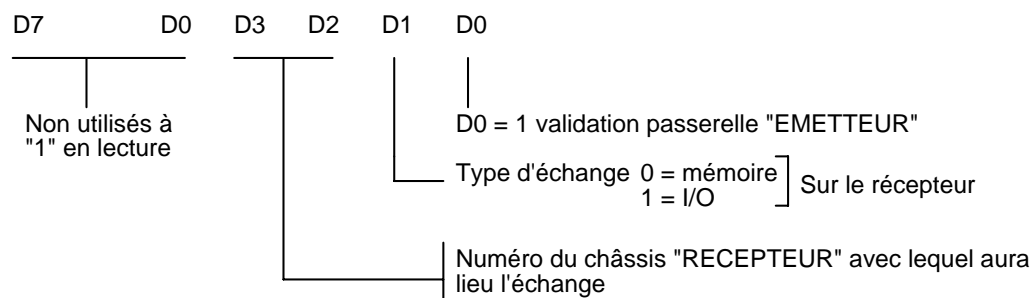 D7 D0 D3 D2 D1 D0
Non utilisés à
"1" en lecture
D0 = 1 validation passerelle "EMETTEUR"
Type d'échange 0 = mémoire
1 = I/O
Sur le récepteur
Numéro du châssis "RECEPTEUR" avec lequel aura
lieu l'échange